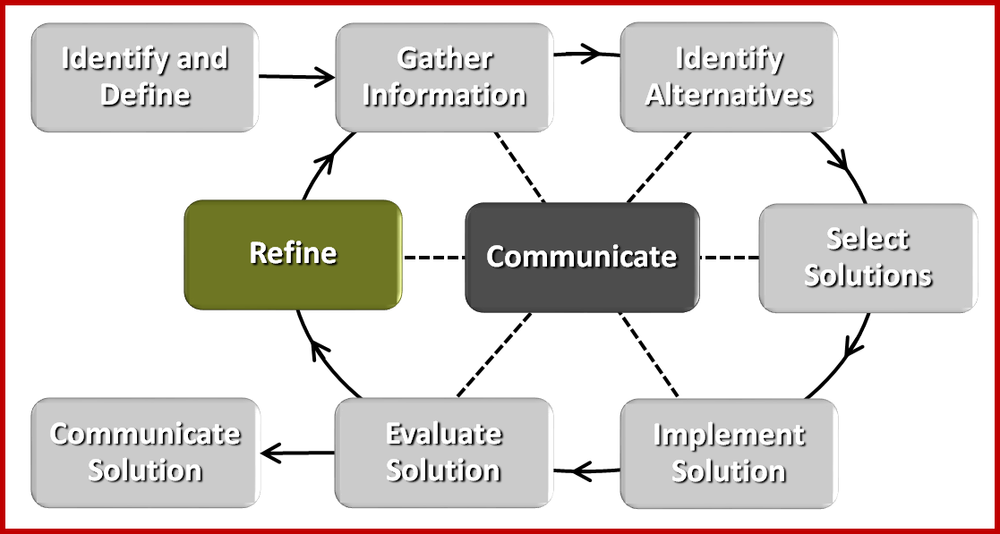 Identify and
Define
Gather
Information
Identify
Alternatives
Refine
Communicate
Select
Solutions
Communicate
Solution
Evaluate
Solution
Implement
Solution